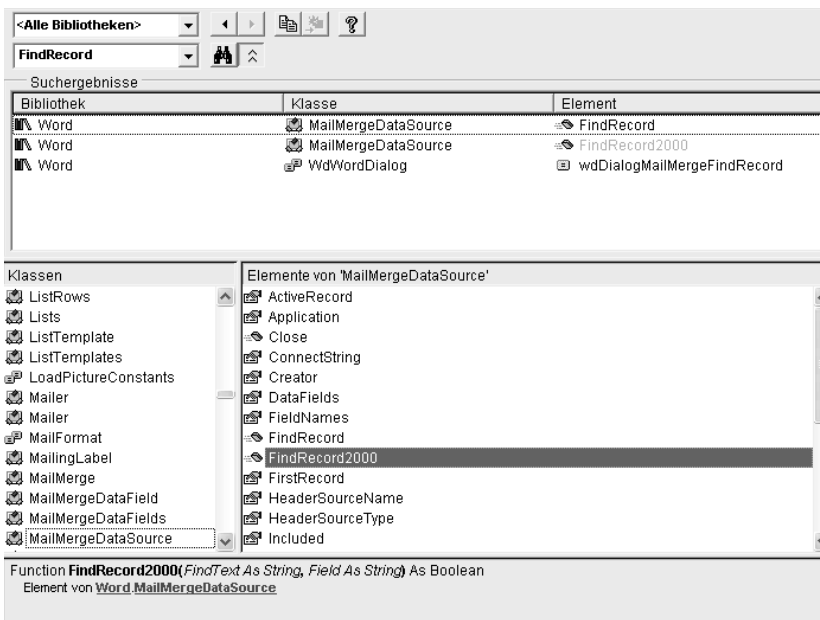 <Alle Bibliotheken>
FindRecord
Suchergebnisse
Bibliothek Klasse Element
Word MailMergeDataSource FindRecord
Word MailMergeDataSource FindRecord2000
Word WdWordDialog wdDialogMailMergeFindRecord
Klassen
ListRows
Lists
ListTemplate
ListTemplates
LoadPictureConstants
Mailer
Mailer
MailFormat
MailingLabel
MailMerge
MailMergeDataField
MailMergeDataFields
MailMergeDataSource
Elemente von 'MailMergeDataSource'
ActiveRecord
Application
Close
ConnectString
Creator
DataFields
FieldNames
FindRecord
FindRecord2000
FirstRecord
HeaderSourceName
HeaderSourceType
Included
Function FindRecord2000(FindText As String, Field As String) As Boolean
Element von Word.MailMergeDataSource